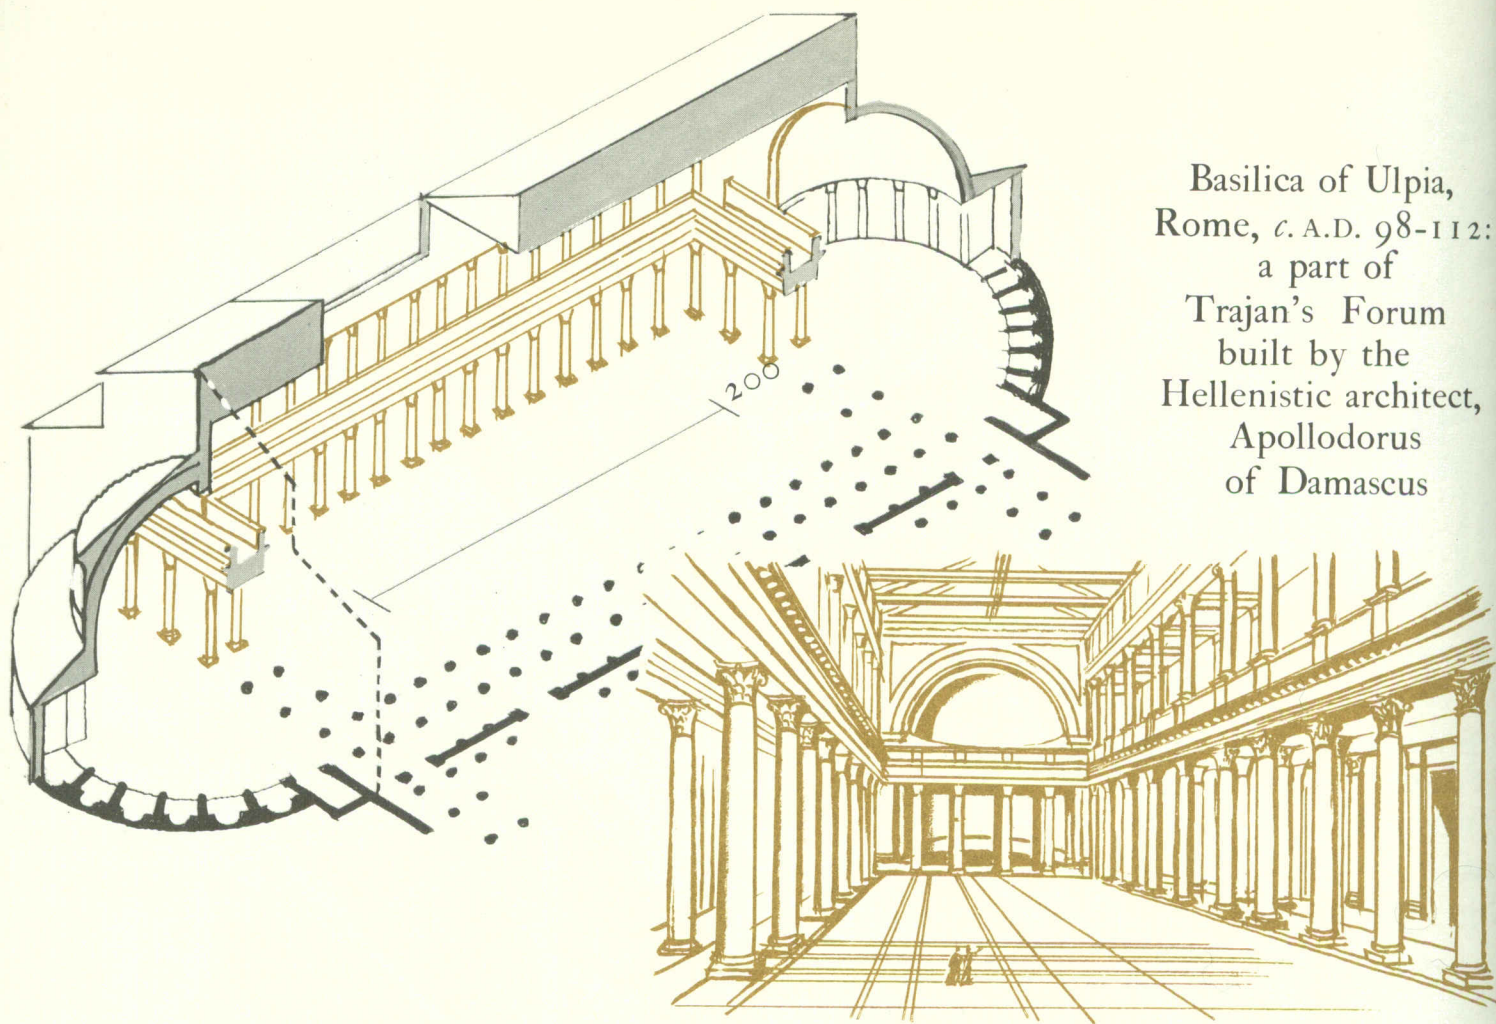 Basilica of Ulpia,
Rome, c. A.D. 98-112:
a part of
Trajan's Forum
built by the
Hellenistic architect,
Apollodorus
of Damascus
200